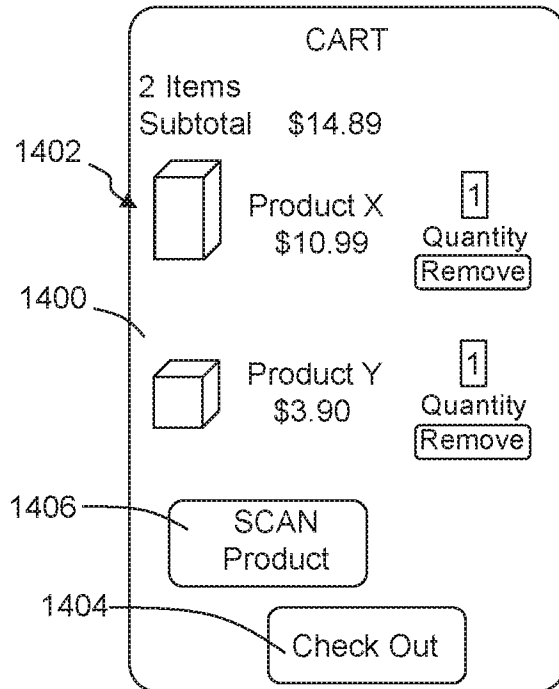 CART
2 Items
Subtotal $14.89
1402
Product X
$10.99
1
Quantity
Remove
1400
Product Y
$3.90
1
Quantity
Remove
1406
SCAN
Product
1404
Check Out